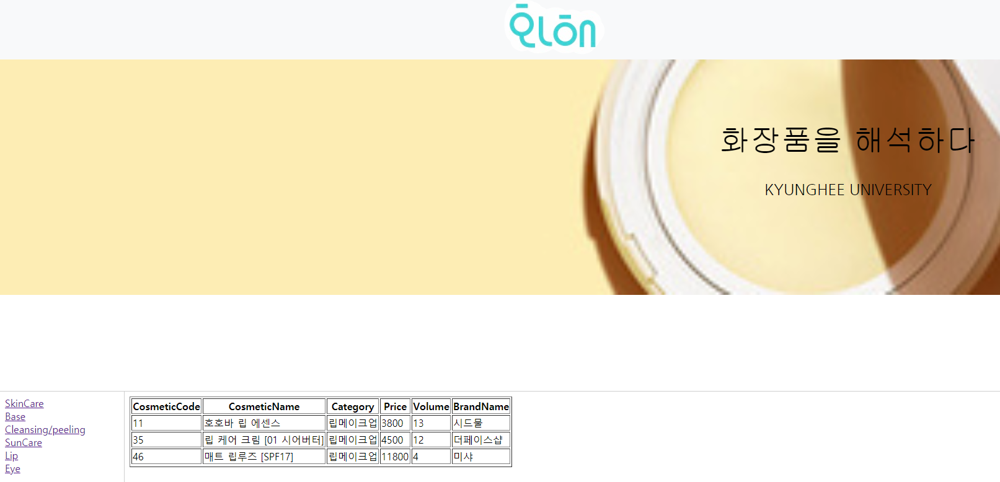 화장품을 해석하다
KYUNGHEE UNIVERSITY
SkinCare
Base
Cleansing/peeling
SunCare
Lip
Eye
CosmeticCode CosmeticName Category Price Volume BrandName
11 호호바 립 에센스 립메이크업 3800 13 시드물
35 립 케어 크림 [01 시어버터] 립메이크업 4500 12 더페이스샵
46 매트 립루즈 [SPF17] 립메이크업 11800 4 미샤